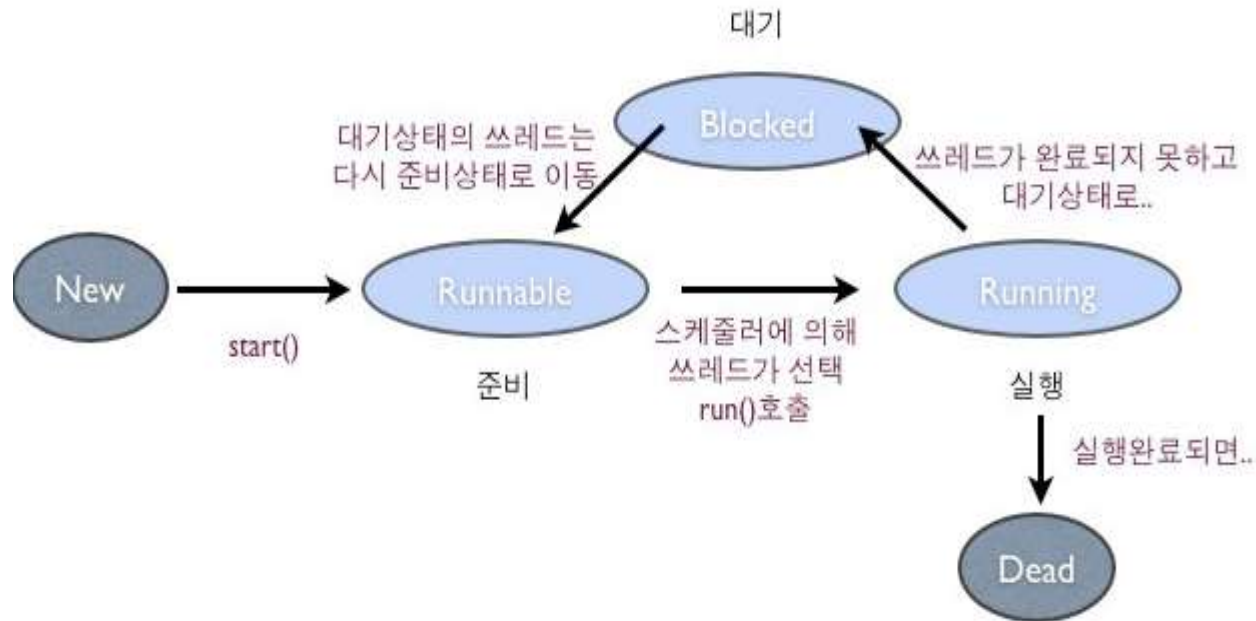 대기
Blocked
대기상태의 쓰레드는
다시 준비상태로 이동
쓰레드가 완료되지 못하고
대기상태로..
New
start()
Runnable
준비
스케줄러에 의해
쓰레드가 선택
run()호출
Running
실행
실행완료되면..
Dead